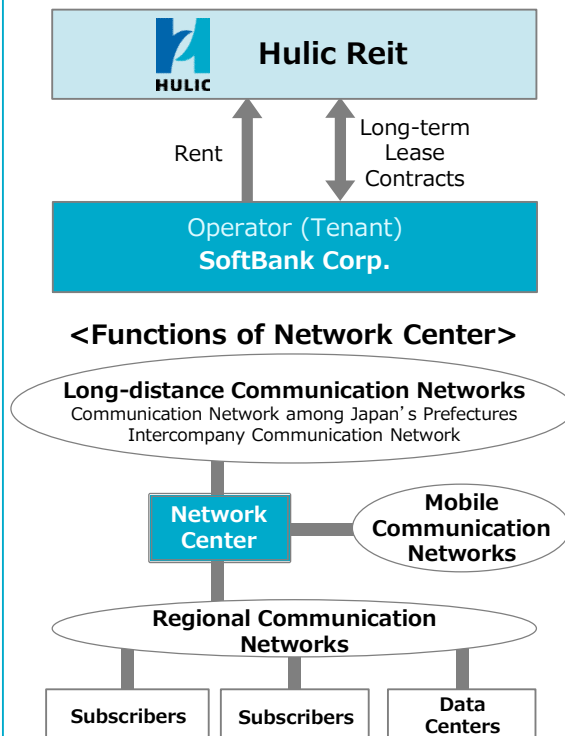 HULIC
Hulic Reit
Rent
Long-term
Lease
Contracts
Operator (Tenant)
SoftBank Corp.
<Functions of Network Center>
Long-distance Communication Networks
Communication Network among Japan's Prefectures
Intercompany Communication Network
Network
Center
Mobile
Communication
Networks
Regional Communication
Networks
Subscribers
Subscribers
Data
Centers